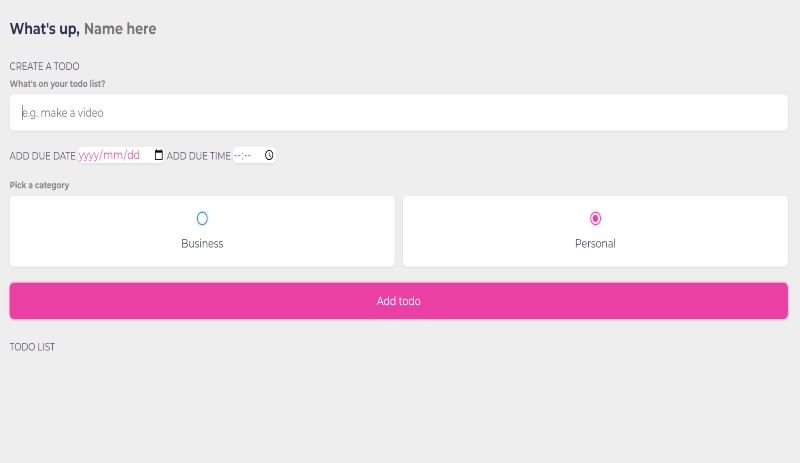 What's up, Name here
CREATE A TODO
What's on your todo list?
e.g. make a video
ADD DUE DATE yyyy/mm/dd ADD DUE TIME --:--
Pick a category
Business
Personal
Add todo
TODO LIST